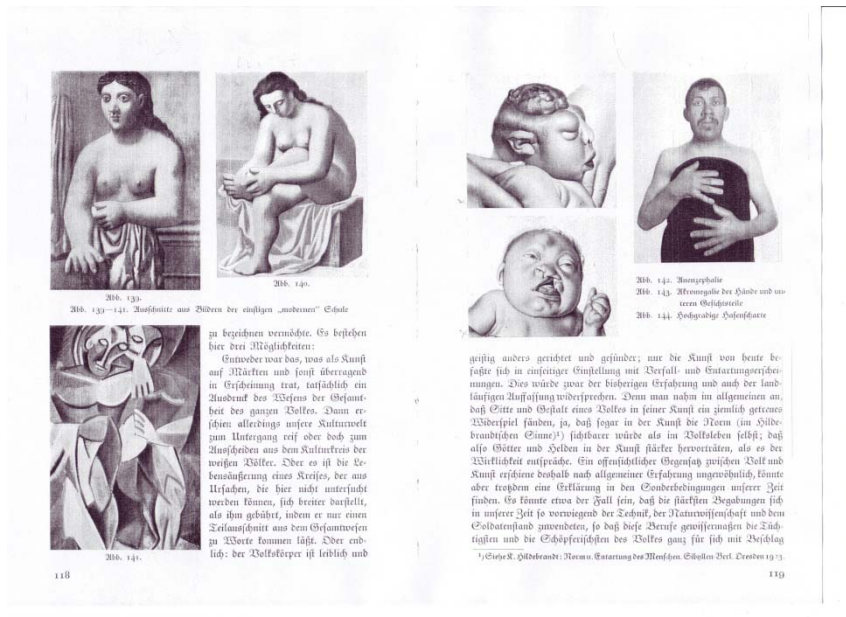 Abb. 139.
Abb. 140.
Abb. 139—141. Ausschnitte aus Bildern der einstigen „modernen“ Schule
zu bezeichnen vermöchte. Es bestehen
hier drei Möglichkeiten:
Entweder war das, was als Kunst
auf Märkten und sonst überragend
in Erscheinung trat, tatsächlich ein
Ausdruck des Wesens der Gesamt-
heit des ganzen Volkes. Dann er-
schien allerdings unsere Kulturwelt
zum Untergang reif oder doch zum
Ausscheiden aus dem Kulturkreis der
weißen Völker. Oder es ist die Le-
bensäußerung eines Kreises, der aus
Ursachen, die hier nicht untersucht
werden können, sich breiter darstellt,
als ihm gebührt, indem er nur einen
Teilausschnitt aus dem Gesamtwesen
zu Worte kommen läßt. Oder end-
lich: der Volkskörper ist leiblich und
Abb. 141.
118
Abb. 142. Anenzephalie
Abb. 143. Akromegalie der Hände und un-
teren Gesichtsteile
Abb. 144. Hochgradige Hasenscharte
geistig anders gerichtet und gesünder; nur die Kunst von heute be-
faßte sich in einseitiger Einstellung mit Verfall- und Entartungserschei-
nungen. Dies würde zwar der bisherigen Erfahrung und auch der land-
läufigen Auffassung widersprechen. Denn man nahm im allgemeinen an,
daß Sitte und Gestalt eines Volkes in seiner Kunst ein ziemlich getreues
Widerspiel fänden, ja, daß sogar in der Kunst die Norm (im Hilde-
brandtschen Sinne)¹) sichtbarer würde als im Volksleben selbst; daß
also Götter und Helden in der Kunst stärker hervorträten, als es der
Wirklichkeit entspräche. Ein offensichtlicher Gegensatz zwischen Volk und
Kunst erschiene deshalb nach allgemeiner Erfahrung ungewöhnlich, könnte
aber trotzdem eine Erklärung in den Sonderbedingungen unserer Zeit
finden. Es könnte etwa der Fall sein, daß die stärksten Begabungen sich
in unserer Zeit so vorwiegend der Technik, der Naturwissenschaft und dem
Soldatenstand zuwendeten, so daß diese Berufe gewissermaßen die Tüch-
tigsten und die Schöpferischsten des Volkes ganz für sich mit Beschlag
¹) Siehe K. Hildebrandt: Norm u. Entartung des Menschen. Sibyllen Verl. Dresden 1923.
119